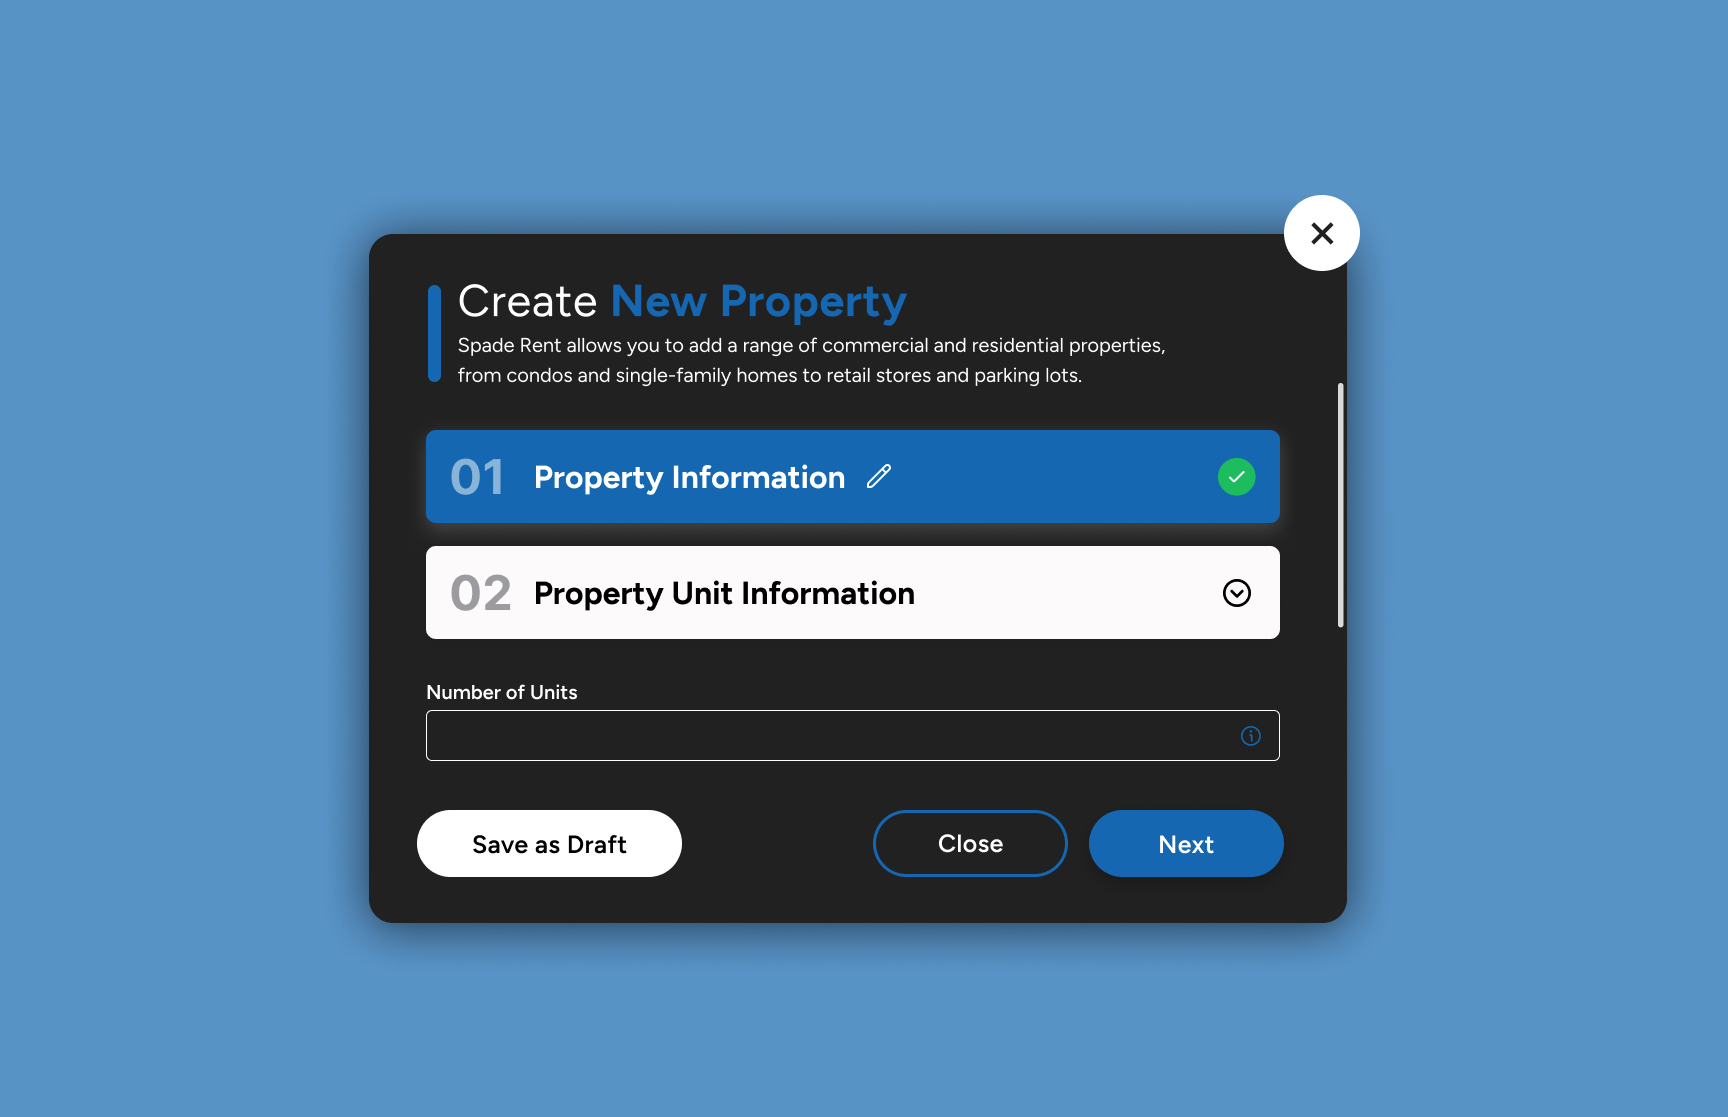 Create New Property
Spade Rent allows you to add a range of commercial and residential properties,
from condos and single-family homes to retail stores and parking lots.
01 Property Information
02 Property Unit Information
Number of Units
Save as Draft
Close
Next